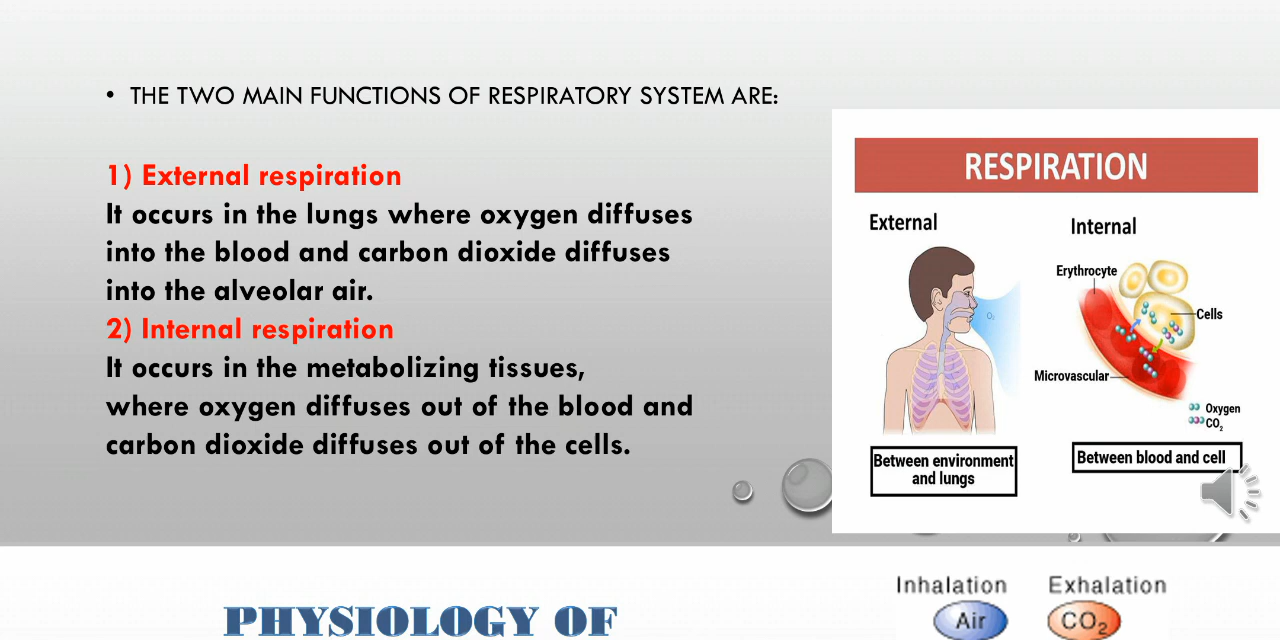 • THE TWO MAIN FUNCTIONS OF RESPIRATORY SYSTEM ARE:
1) External respiration
It occurs in the lungs where oxygen diffuses
into the blood and carbon dioxide diffuses
into the alveolar air.
2) Internal respiration
It occurs in the metabolizing tissues,
where oxygen diffuses out of the blood and
carbon dioxide diffuses out of the cells.
RESPIRATION
External
O₂
Between environment
and lungs
Internal
Erythrocyte
Cells
Microvascular
Oxygen
CO₂
Between blood and cell
PHYSIOLOGY OF
Inhalation
Air
Exhalation
CO₂